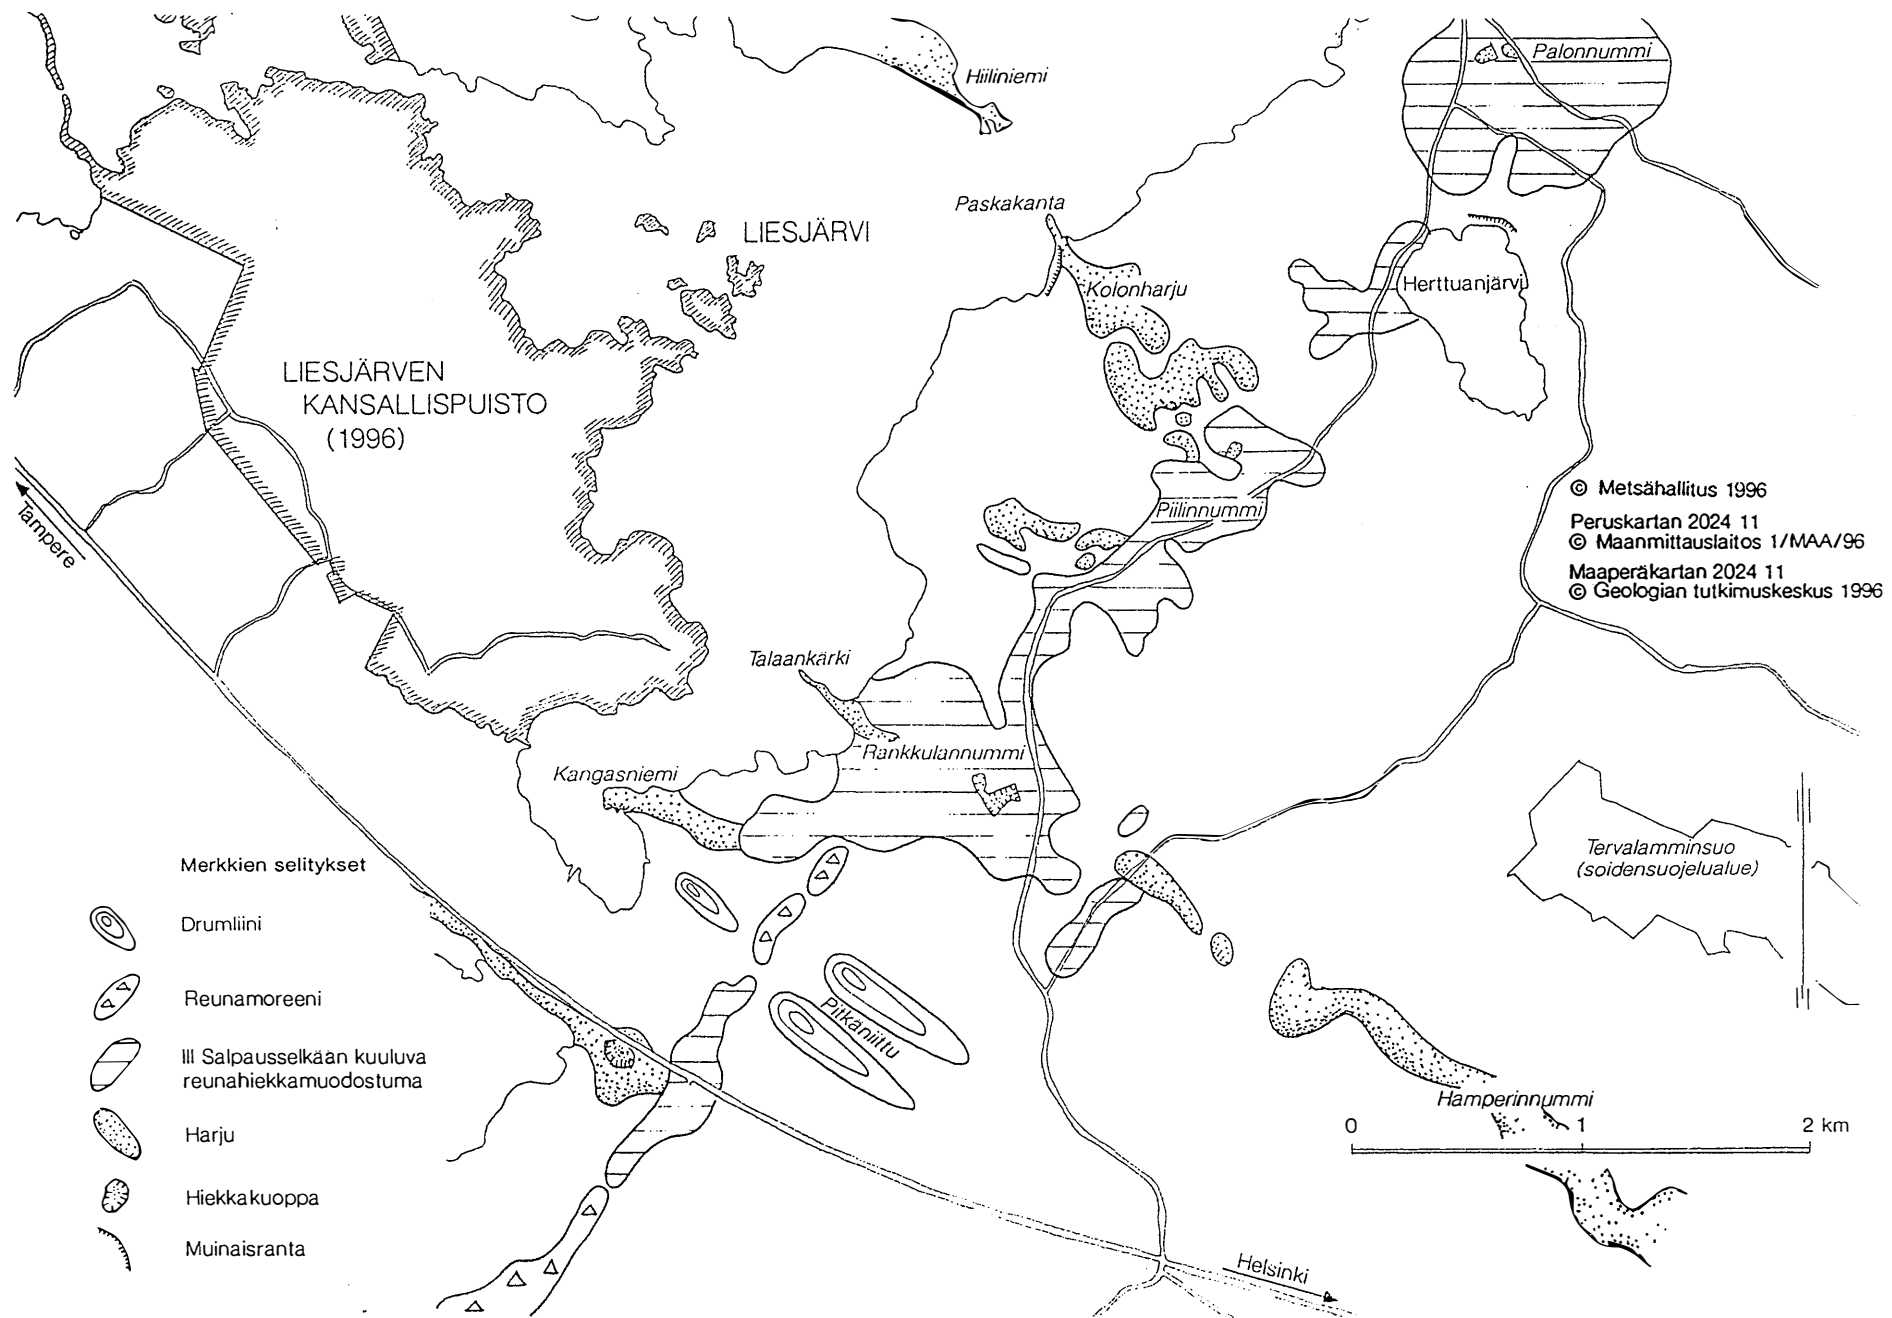 Palonnummi
Hiiliniemi
Paskakanta
LIESJÄRVI
Kolonharju
Herttuanjärvi
LIESJÄRVEN
KANSALLISPUISTO
(1996)
Tampere
Piilinnummi
© Metsähallitus 1996
Peruskartan 2024 11
© Maanmittauslaitos 1/MAA/96
Maaperäkartan 2024 11
© Geologian tutkimuskeskus 1996
Talaankärki
Rankkulannummi
Kangasniemi
Tervalamminsuo
(soidensuojelualue)
Pitkäniittu
Hamperinnummi
0 1 2 km
Helsinki
Merkkien selitykset
Drumliini
Reunamoreeni
III Salpausselkään kuuluva
reunahiekkamuodostuma
Harju
Hiekkakuoppa
Muinaisranta